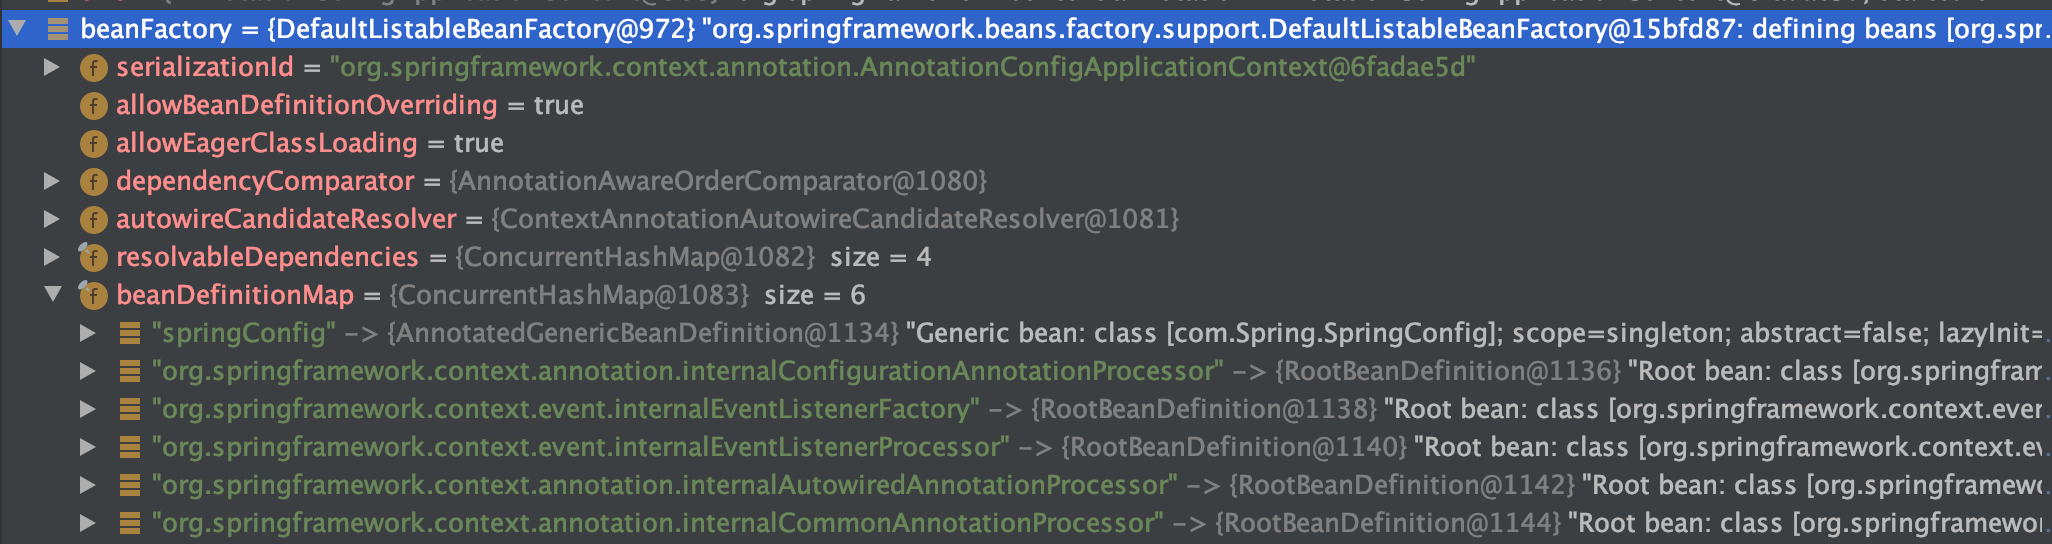 beanFactory = {DefaultListableBeanFactory@972} "org.springframework.beans.factory.support.DefaultListableBeanFactory@15bfd87: defining beans [org.spr...
f serializationId = "org.springframework.context.annotation.AnnotationConfigApplicationContext@6fadae5d"
f allowBeanDefinitionOverriding = true
f allowEagerClassLoading = true
f dependencyComparator = {AnnotationAwareOrderComparator@1080}
f autowireCandidateResolver = {ContextAnnotationAutowireCandidateResolver@1081}
f resolvableDependencies = {ConcurrentHashMap@1082} size = 4
f beanDefinitionMap = {ConcurrentHashMap@1083} size = 6
"springConfig" -> {AnnotatedGenericBeanDefinition@1134} "Generic bean: class [com.Spring.SpringConfig]; scope=singleton; abstract=false; lazyInit=...
"org.springframework.context.annotation.internalConfigurationAnnotationProcessor" -> {RootBeanDefinition@1136} "Root bean: class [org.springfram...
"org.springframework.context.event.internalEventListenerFactory" -> {RootBeanDefinition@1138} "Root bean: class [org.springframework.context.ever...
"org.springframework.context.event.internalEventListenerProcessor" -> {RootBeanDefinition@1140} "Root bean: class [org.springframework.context.ev...
"org.springframework.context.annotation.internalAutowiredAnnotationProcessor" -> {RootBeanDefinition@1142} "Root bean: class [org.springframewo...
"org.springframework.context.annotation.internalCommonAnnotationProcessor" -> {RootBeanDefinition@1144} "Root bean: class [org.springframewor...